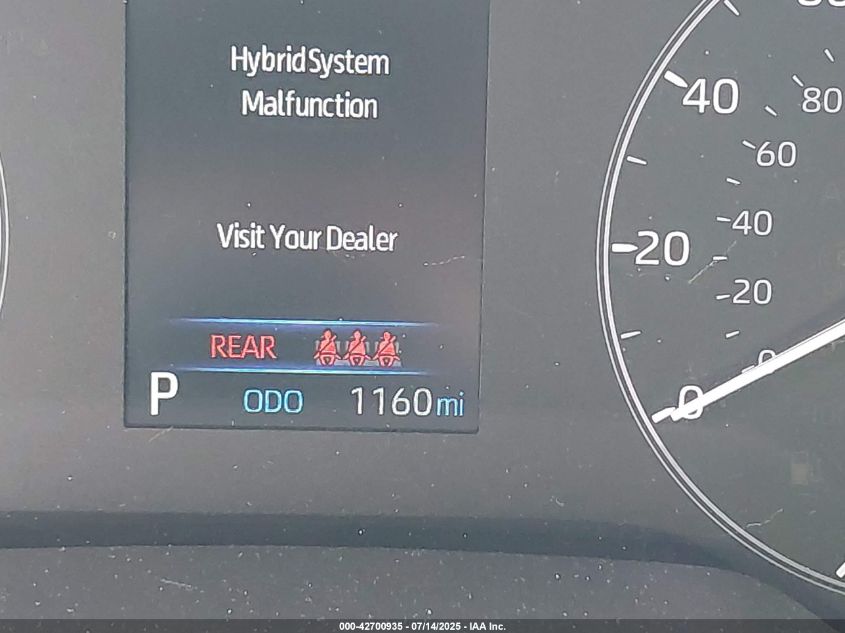 Hybrid System
Malfunction
Visit Your Dealer
REAR
P ODO 1160 mi
40
20
0
80
60
40
20
0
000-42700935 - 07/14/2025 - IAA Inc.